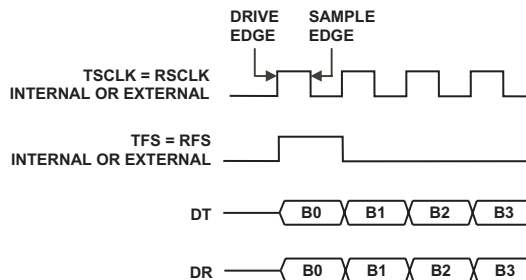 DRIVE EDGE
SAMPLE EDGE
TSCLK = RSCLK
INTERNAL OR EXTERNAL
TFS = RFS
INTERNAL OR EXTERNAL
DT B0 B1 B2 B3
DR B0 B1 B2 B3